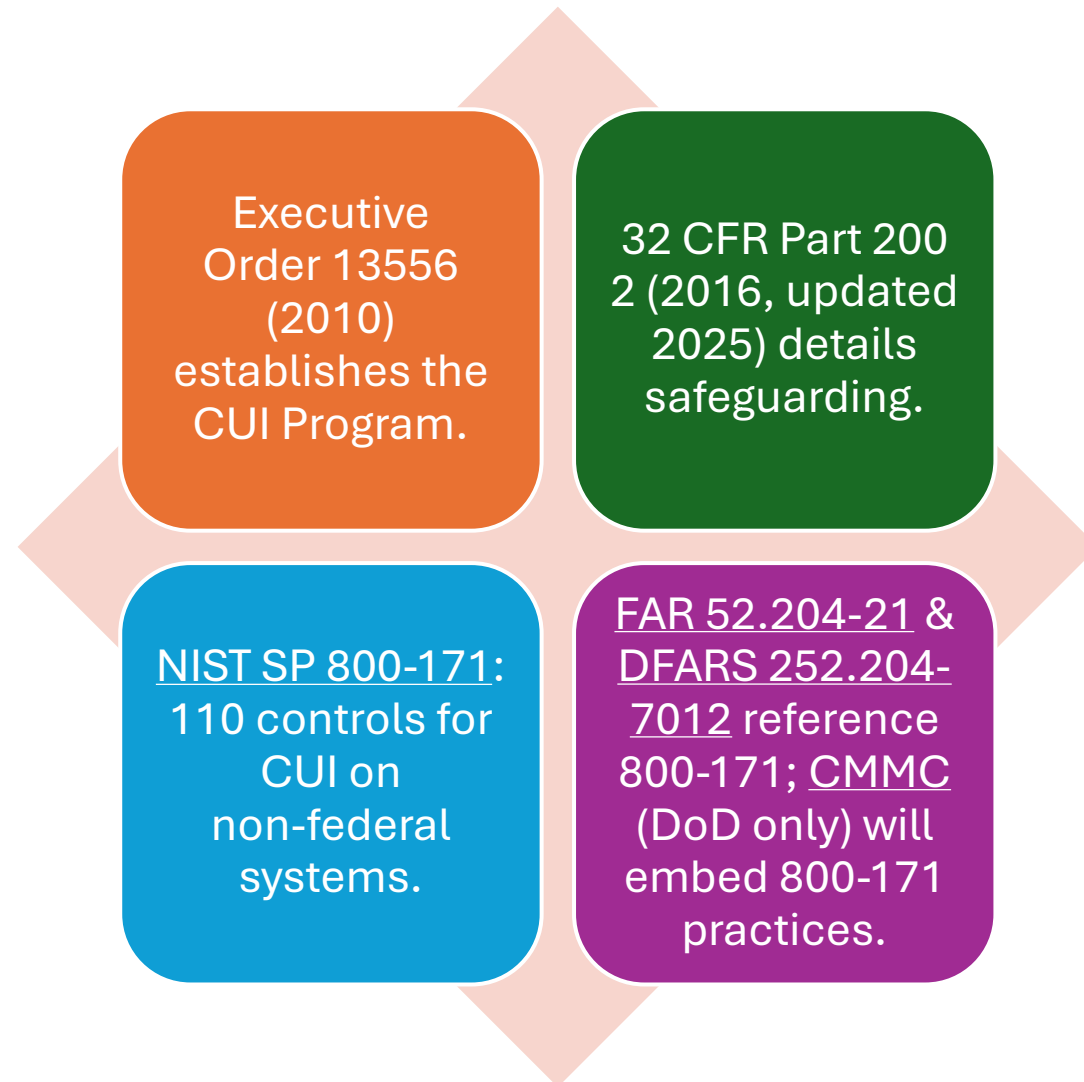 Executive
Order 13556
(2010)
establishes the
CUI Program.
32 CFR Part 200
2 (2016, updated
2025) details
safeguarding.
NIST SP 800-171:
110 controls for
CUI on
non-federal
systems.
FAR 52.204-21 &
DFARS 252.204-
7012 reference
800-171; CMMC
(DoD only) will
embed 800-171
practices.